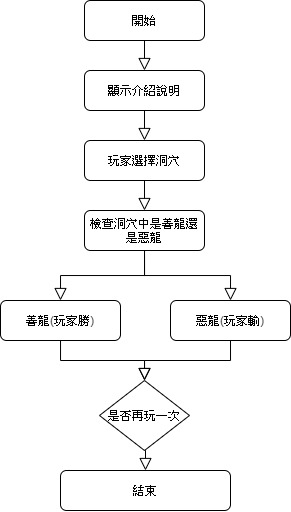 開始
顯示介紹說明
玩家選擇洞穴
檢查洞穴中是善龍還
是惡龍
善龍(玩家勝)
惡龍(玩家輸)
是否再玩一次
結束